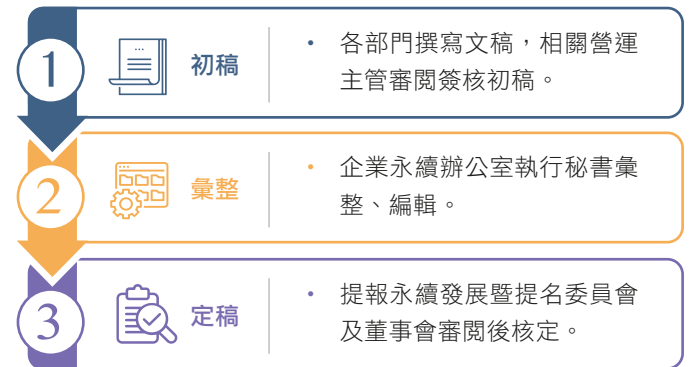 1
初稿
• 各部門撰寫文稿，相關營運
主管審閱簽核初稿。
2
彙整
• 企業永續辦公室執行秘書彙
整、編輯。
3
定稿
• 提報永續發展暨提名委員會
及董事會審閱後核定。